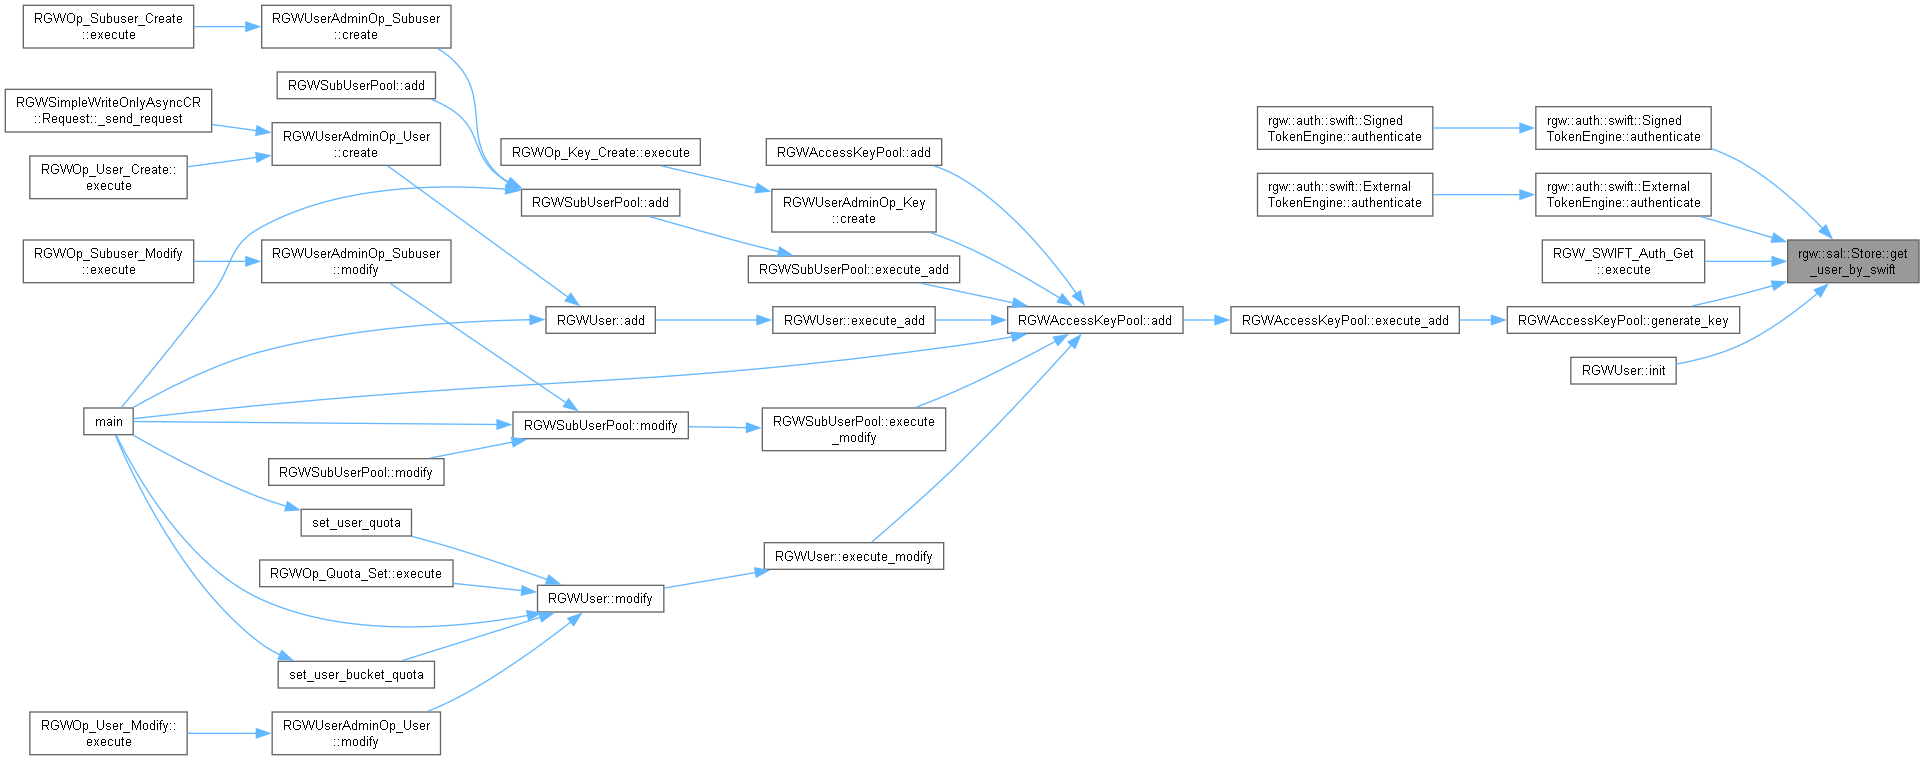 RGWOp_Subuser_Create
::execute
RGWUserAdminOp_Subuser
::create
RGWSubUserPool::add
RGWSimpleWriteOnlyAsyncCR
::Request::_send_request
RGWUserAdminOp_User
::create
RGWOp_User_Create::
execute
RGWOp_Key_Create::execute
RGWAccessKeyPool::add
RGWSubUserPool::add
RGWUserAdminOp_Key
::create
RGWOp_Subuser_Modify
::execute
RGWUserAdminOp_Subuser
::modify
RGWSubUserPool::execute_add
RGWUser::add
RGWUser::execute_add
RGWAccessKeyPool::add
RGWAccessKeyPool::execute_add
RGWAccessKeyPool::generate_key
rgw::auth::swift::Signed
TokenEngine::authenticate
rgw::auth::swift::Signed
TokenEngine::authenticate
rgw::auth::swift::External
TokenEngine::authenticate
rgw::auth::swift::External
TokenEngine::authenticate
RGW_SWIFT_Auth_Get
::execute
rgw::sal::Store::get
_user_by_swift
RGWUser::init
main
RGWSubUserPool::modify
RGWSubUserPool::execute
_modify
RGWSubUserPool::modify
set_user_quota
RGWOp_Quota_Set::execute
RGWUser::modify
RGWUser::execute_modify
set_user_bucket_quota
RGWOp_User_Modify::
execute
RGWUserAdminOp_User
::modify